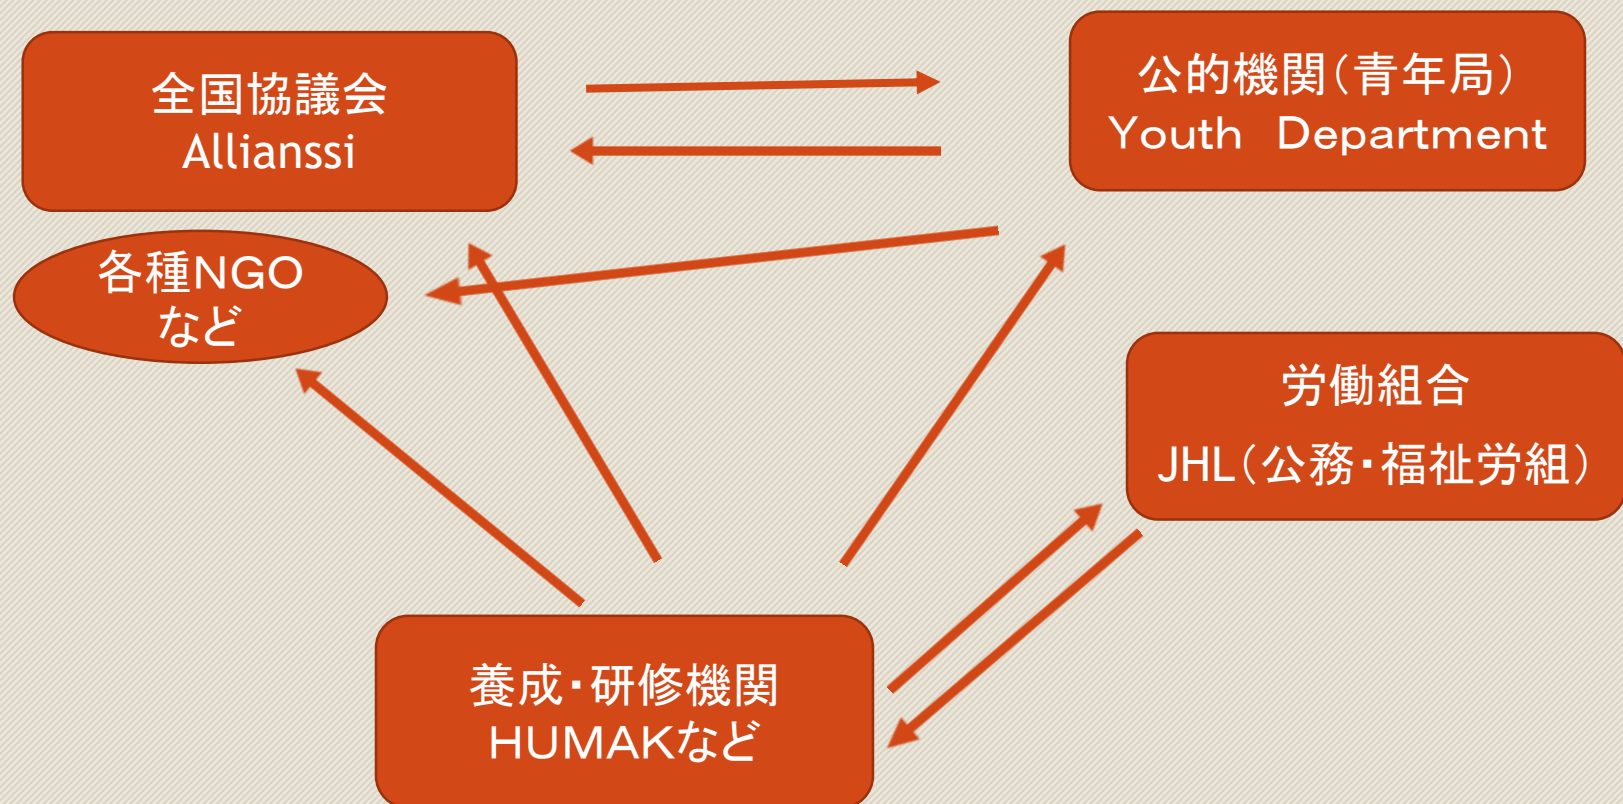 全国協議会
Allianssi
公的機関（青年局）
Ｙｏｕｔｈ　Ｄｅｐａｒｔｍｅｎｔ
各種ＮＧＯ
など
労働組合
JHL（公務・福祉労組）
養成・研修機関
ＨＵＭＡＫなど